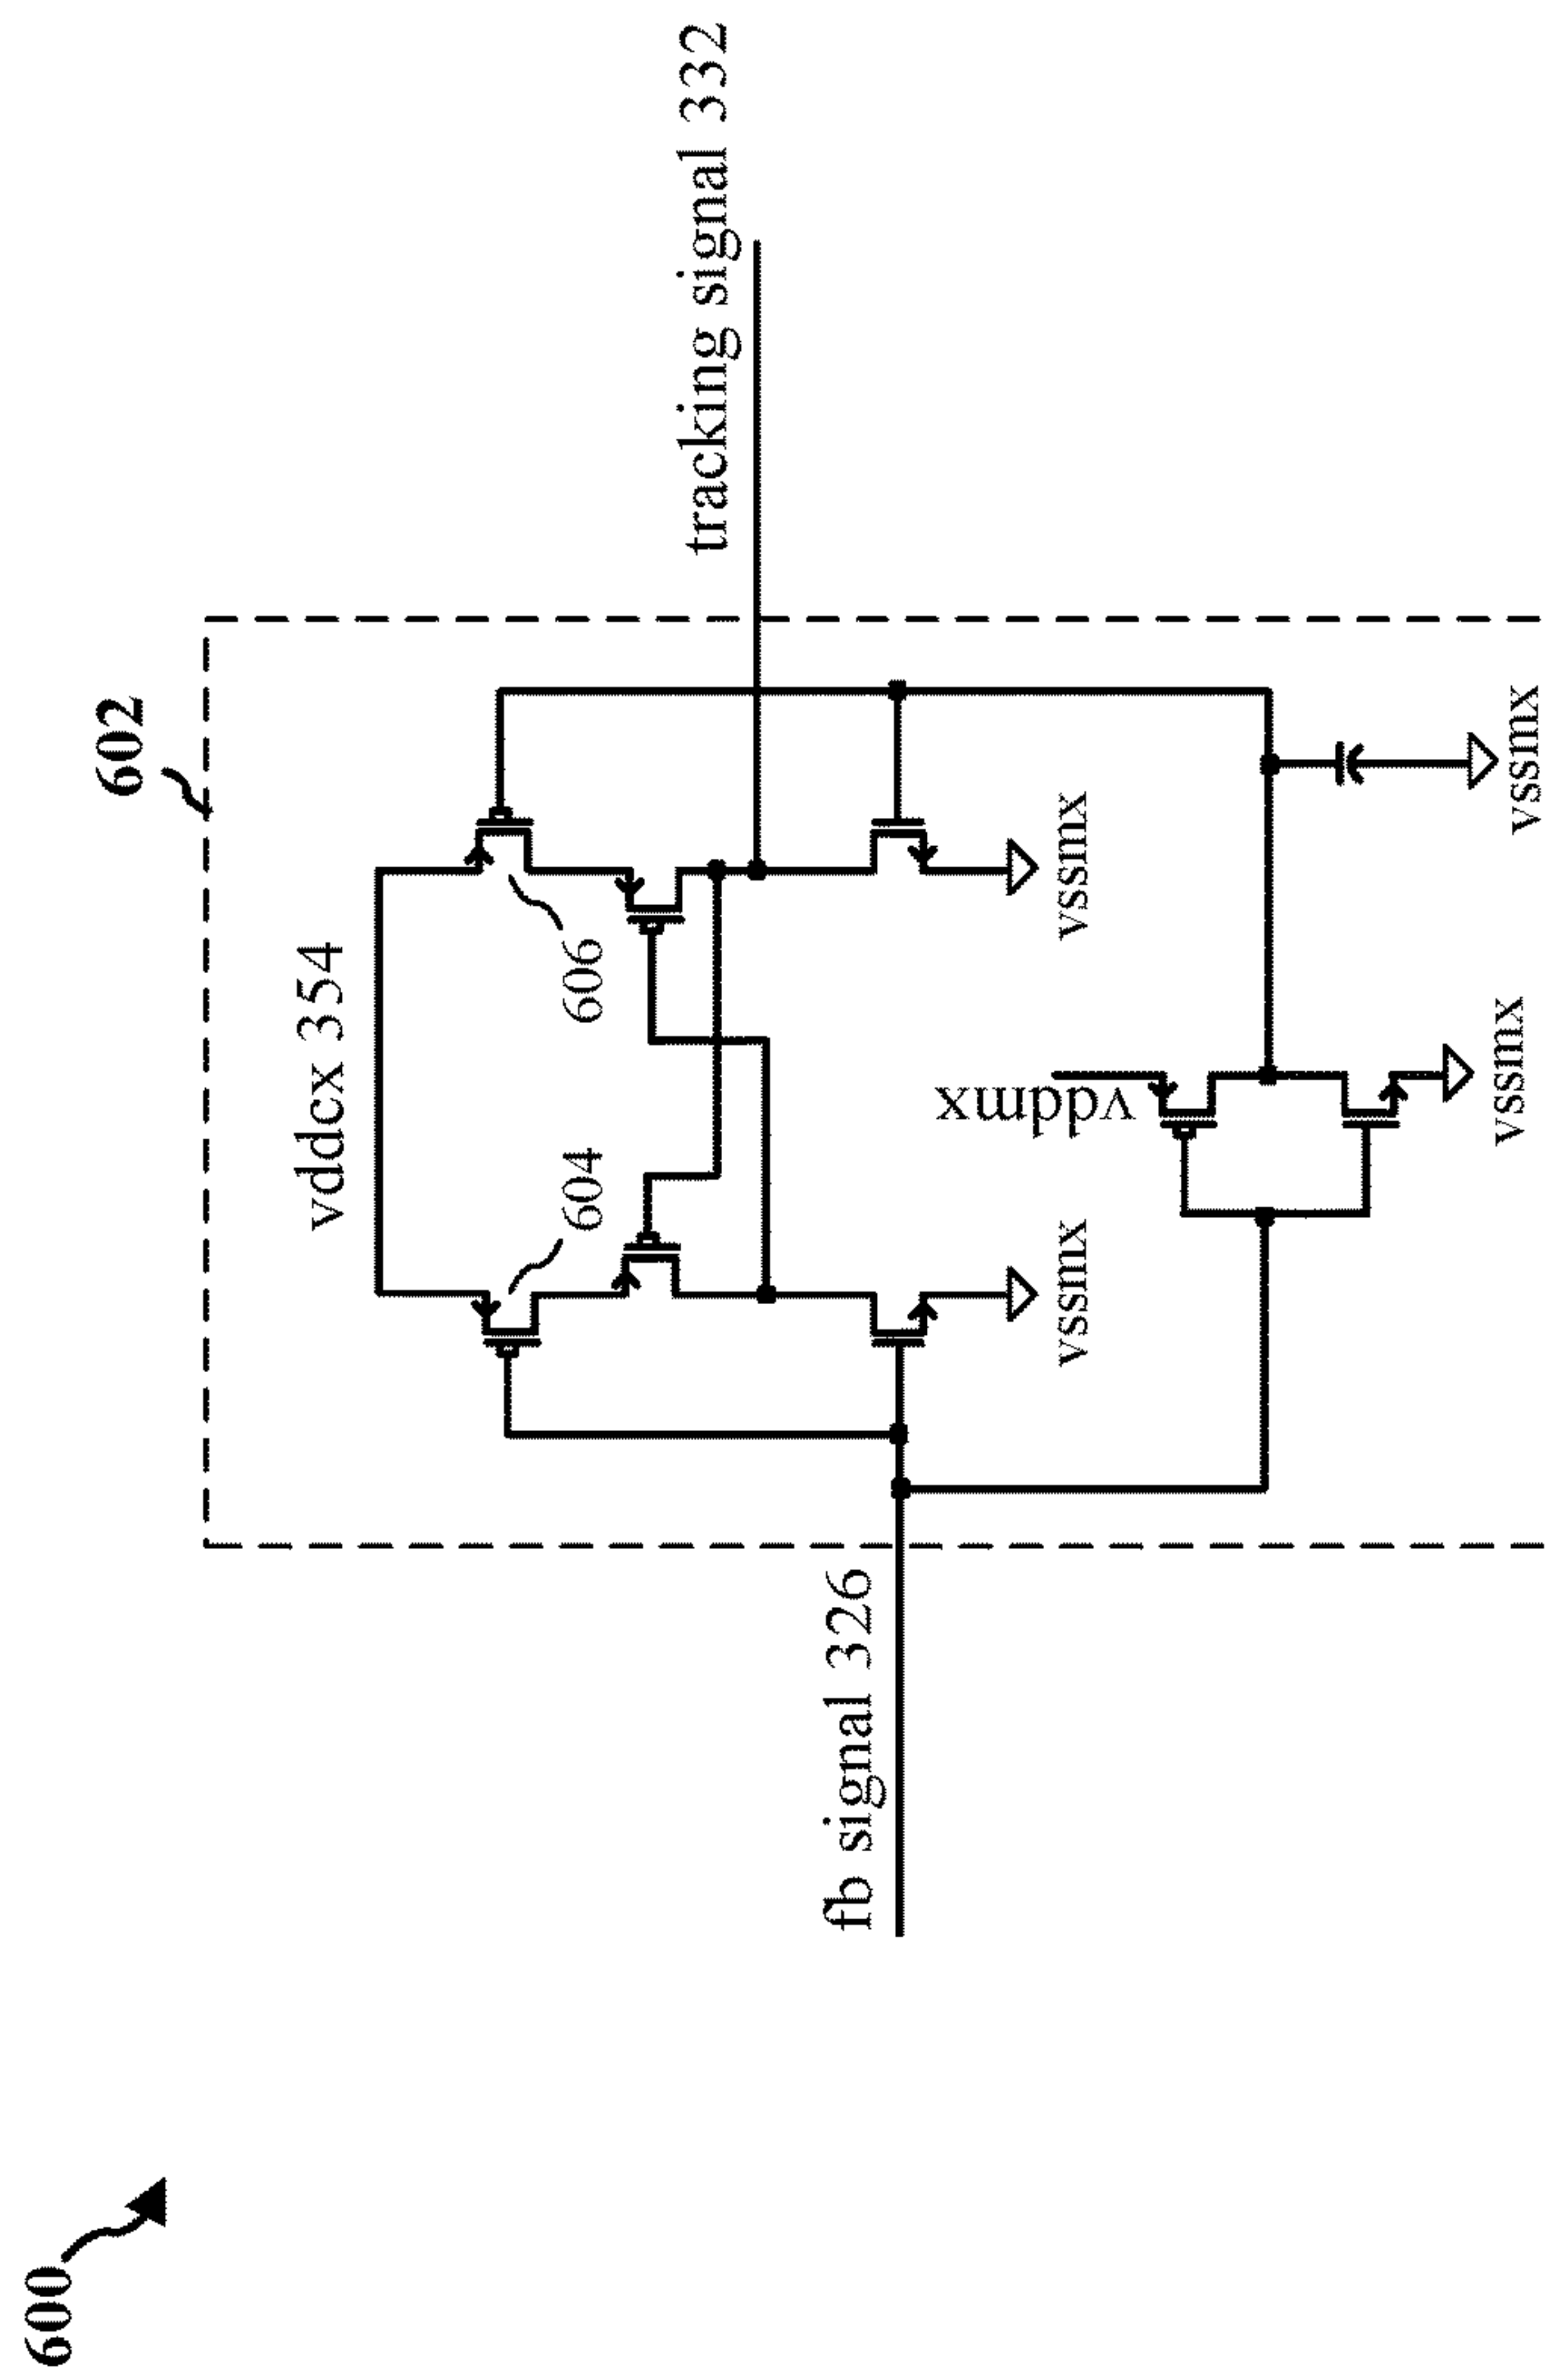 600
602
vddcx 354
604
606
tracking signal 332
fb signal 326
vssmx
vssmx
vddmx
vssmx
vssmx